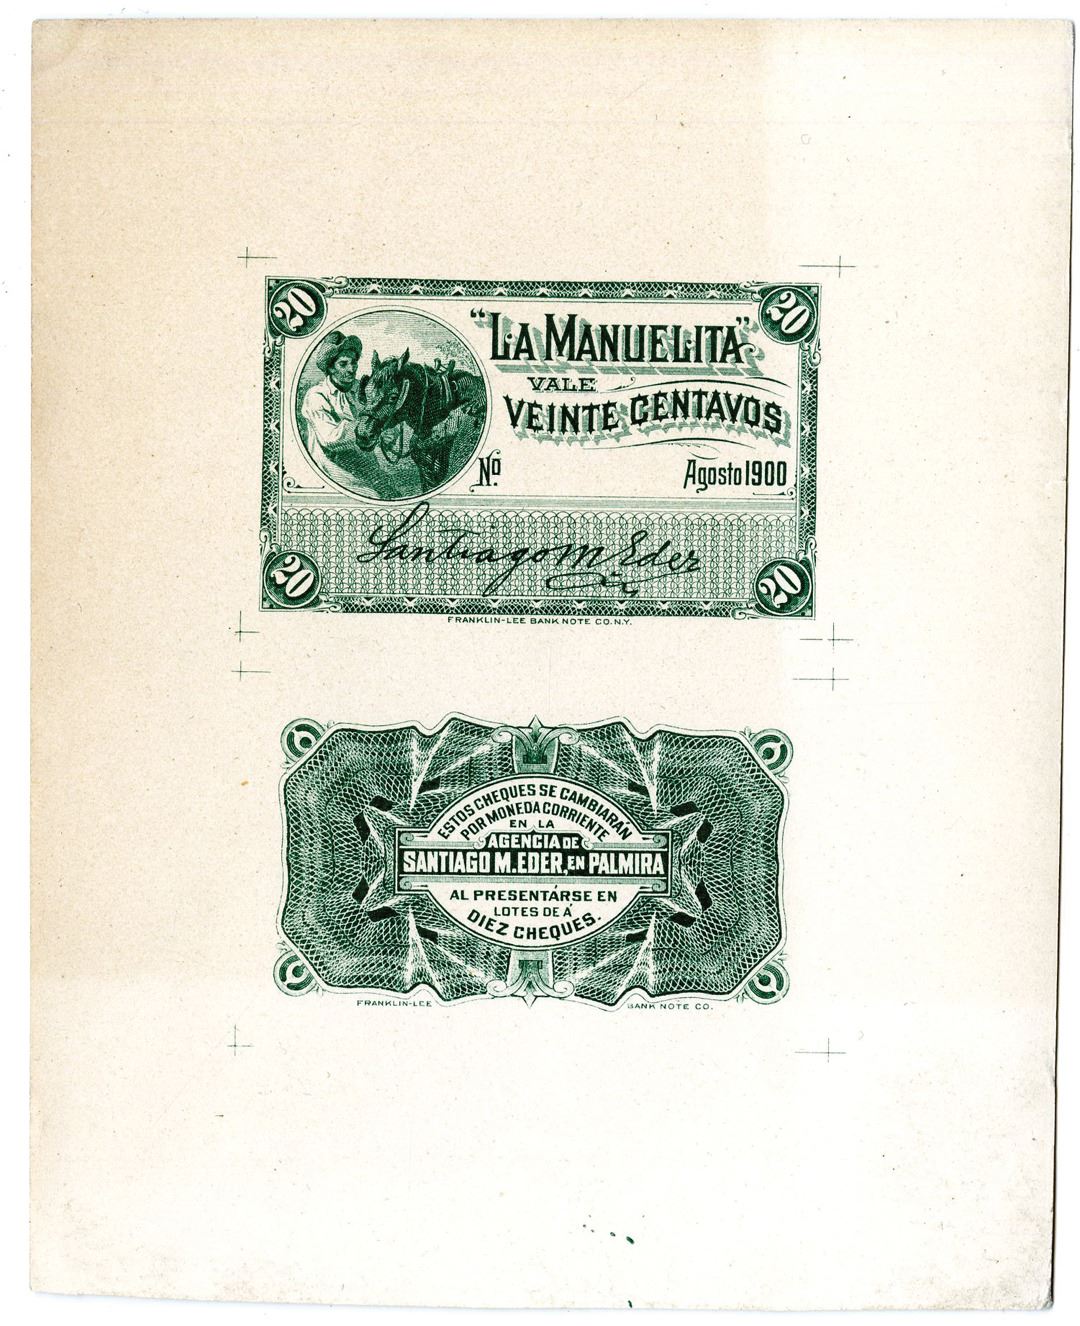 20 20
"LA MANUELITA"
VALE
VEINTE CENTAVOS
No. Agosto 1900
Santiago M Eder
20 20
FRANKLIN-LEE BANK NOTE CO. N.Y.
ESTOS CHEQUES SE CAMBIARÁN
POR MONEDA CORRIENTE
EN LA
AGENCIA DE
SANTIAGO M. EDER, EN PALMIRA
AL PRESENTÁRSE EN
LOTES DE Á
DIEZ CHEQUES.
FRANKLIN-LEE BANK NOTE CO.